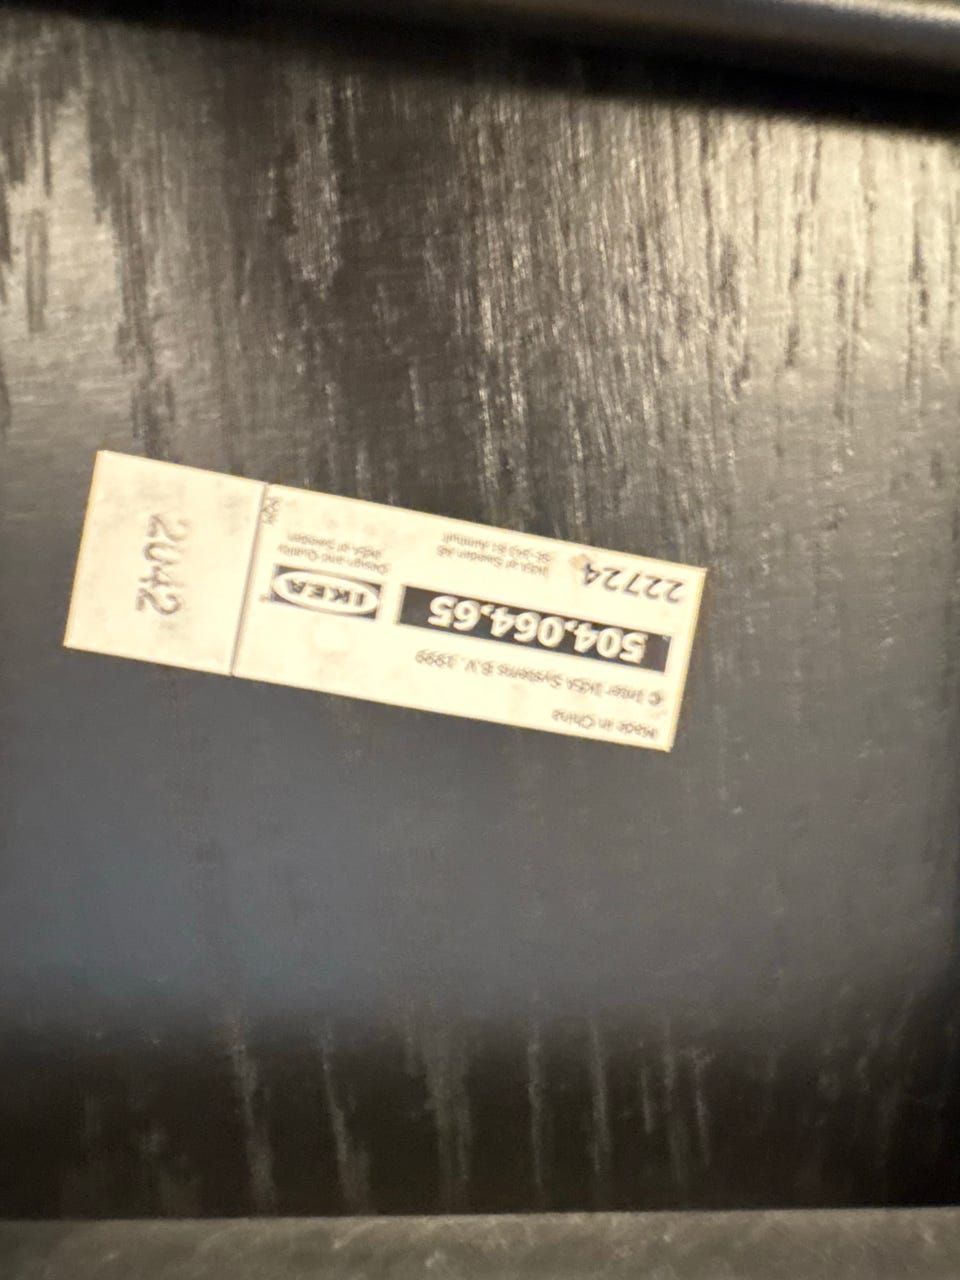 Made in China
© Inter IKEA Systems B.V. 1999
504.064.65
22724
IKEA
®
Design and Quality
IKEA of Sweden
IKEA of Sweden AB
SE-343 81 Älmhult
2042